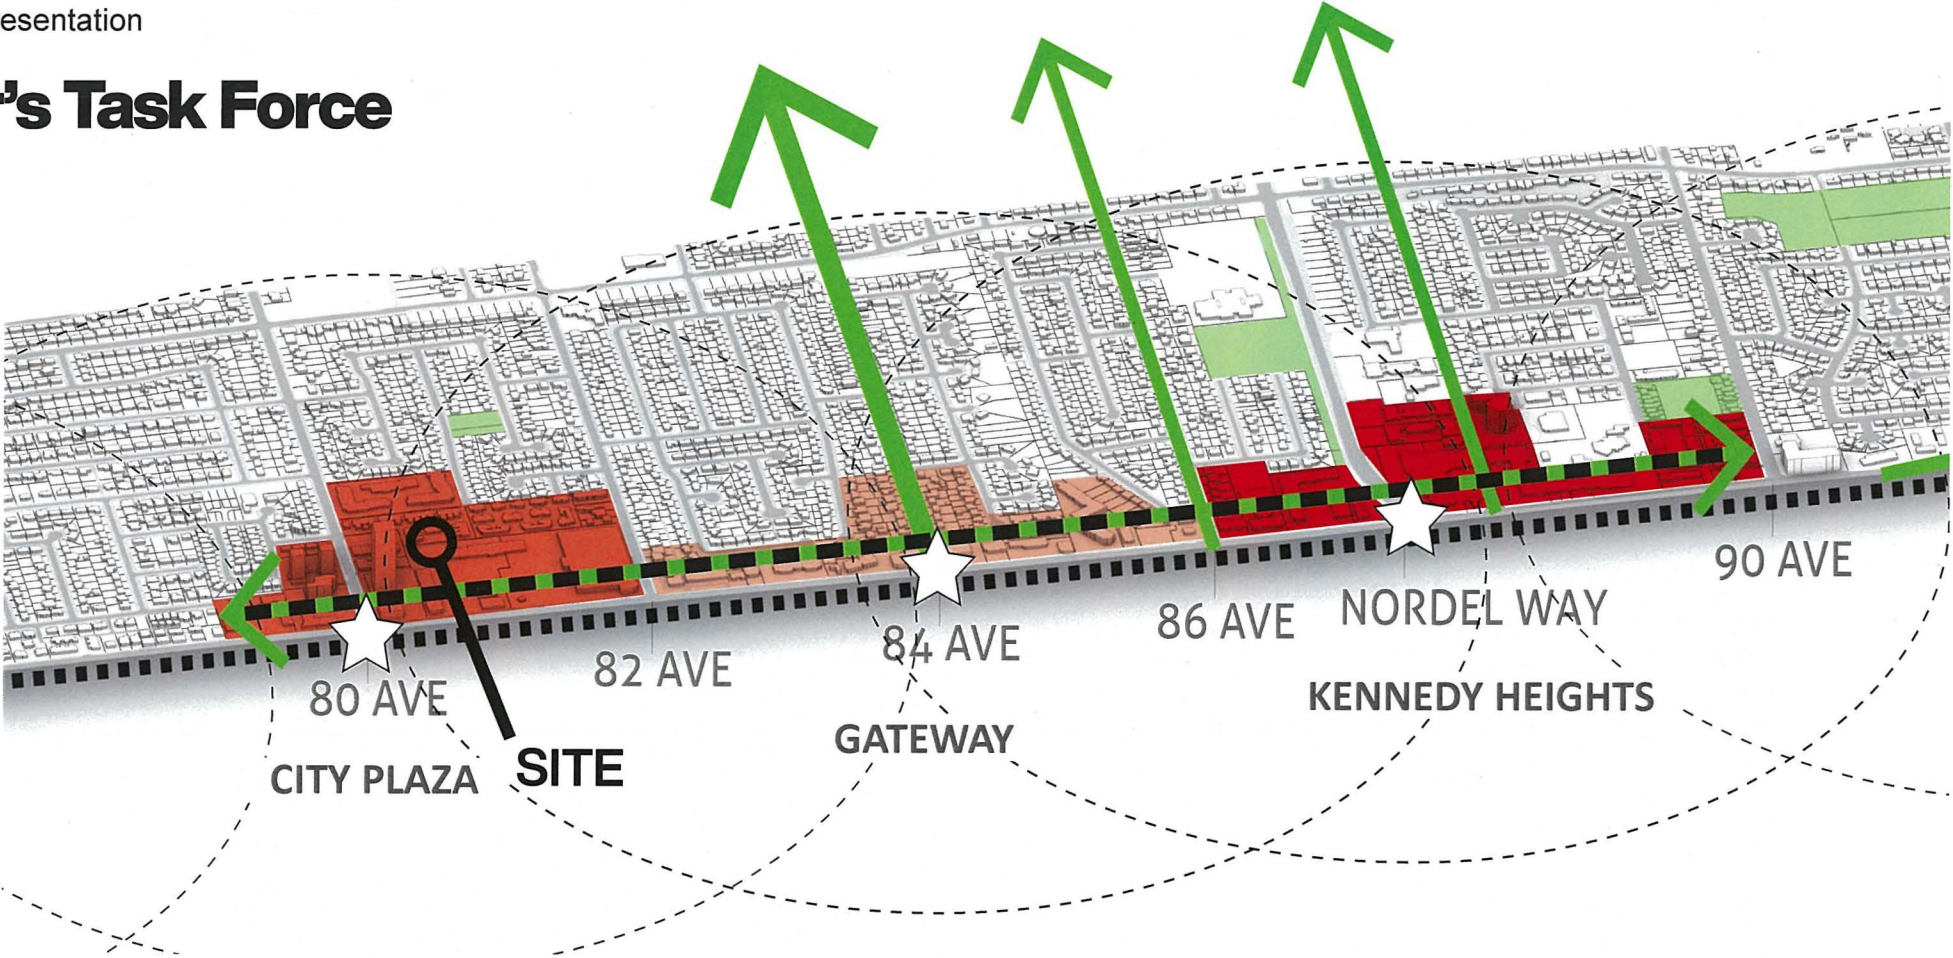 esentation
's Task Force
90 AVE
NORDEL WAY
86 AVE
84 AVE
82 AVE
80 AVE
KENNEDY HEIGHTS
GATEWAY
SITE
CITY PLAZA